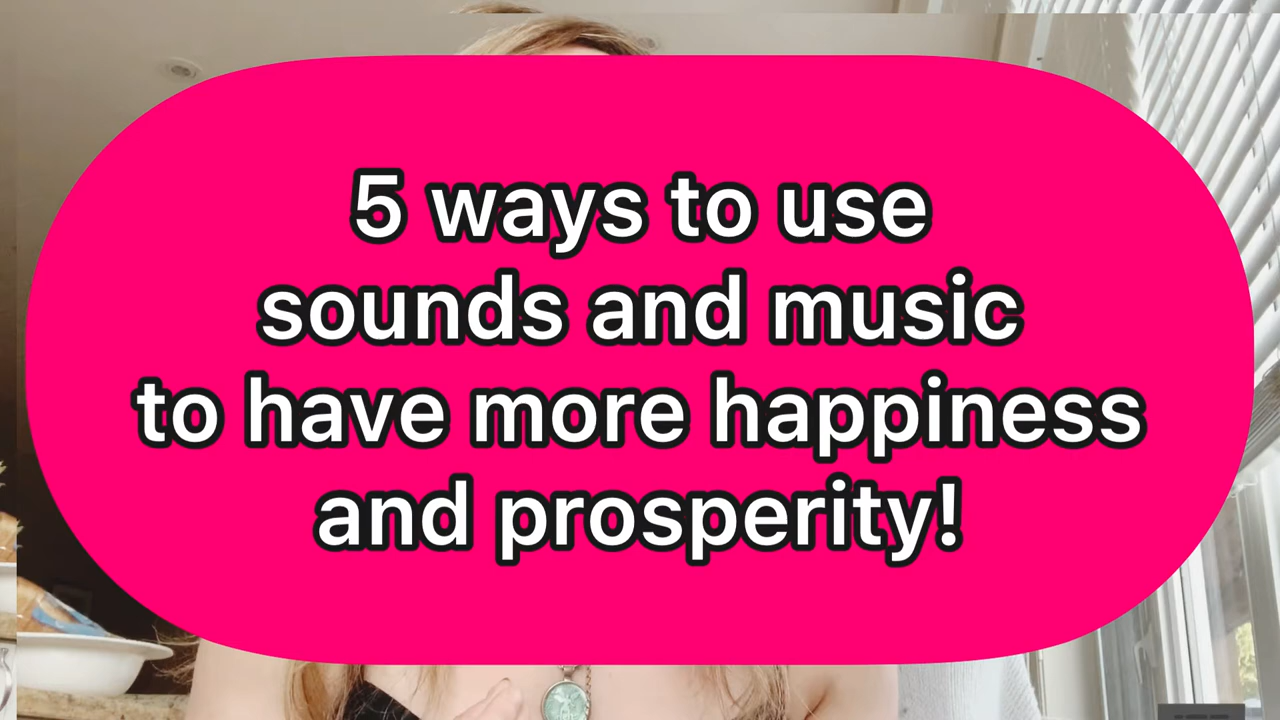 5 ways to use
sounds and music
to have more happiness
and prosperity!